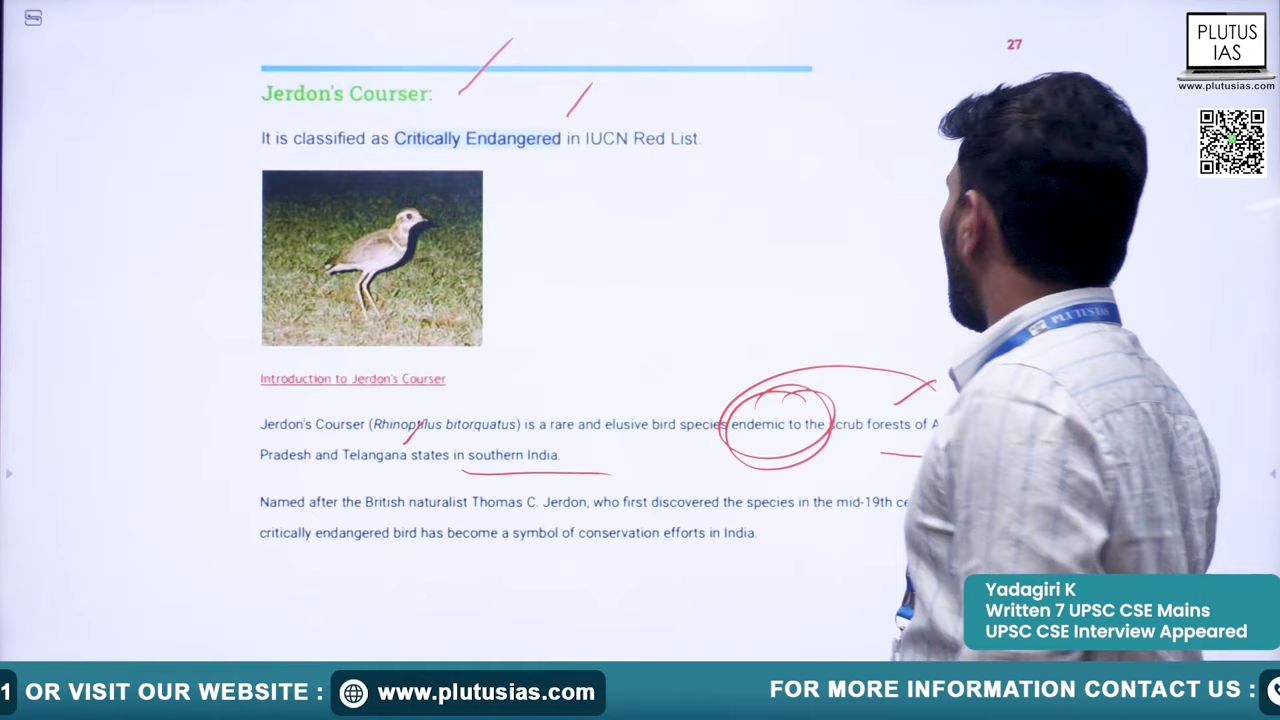 27
PLUTUS
IAS
www.plutusias.com
Jerdon's Courser:
It is classified as Critically Endangered in IUCN Red List.
Introduction to Jerdon's Courser
Jerdon's Courser (Rhinoptilus bitorquatus) is a rare and elusive bird species endemic to the scrub forests of A
Pradesh and Telangana states in southern India.
Named after the British naturalist Thomas C. Jerdon, who first discovered the species in the mid-19th ce
critically endangered bird has become a symbol of conservation efforts in India.
PLUTUS IAS
Yadagiri K
Written 7 UPSC CSE Mains
UPSC CSE Interview Appeared
1 OR VISIT OUR WEBSITE : www.plutusias.com FOR MORE INFORMATION CONTACT US :